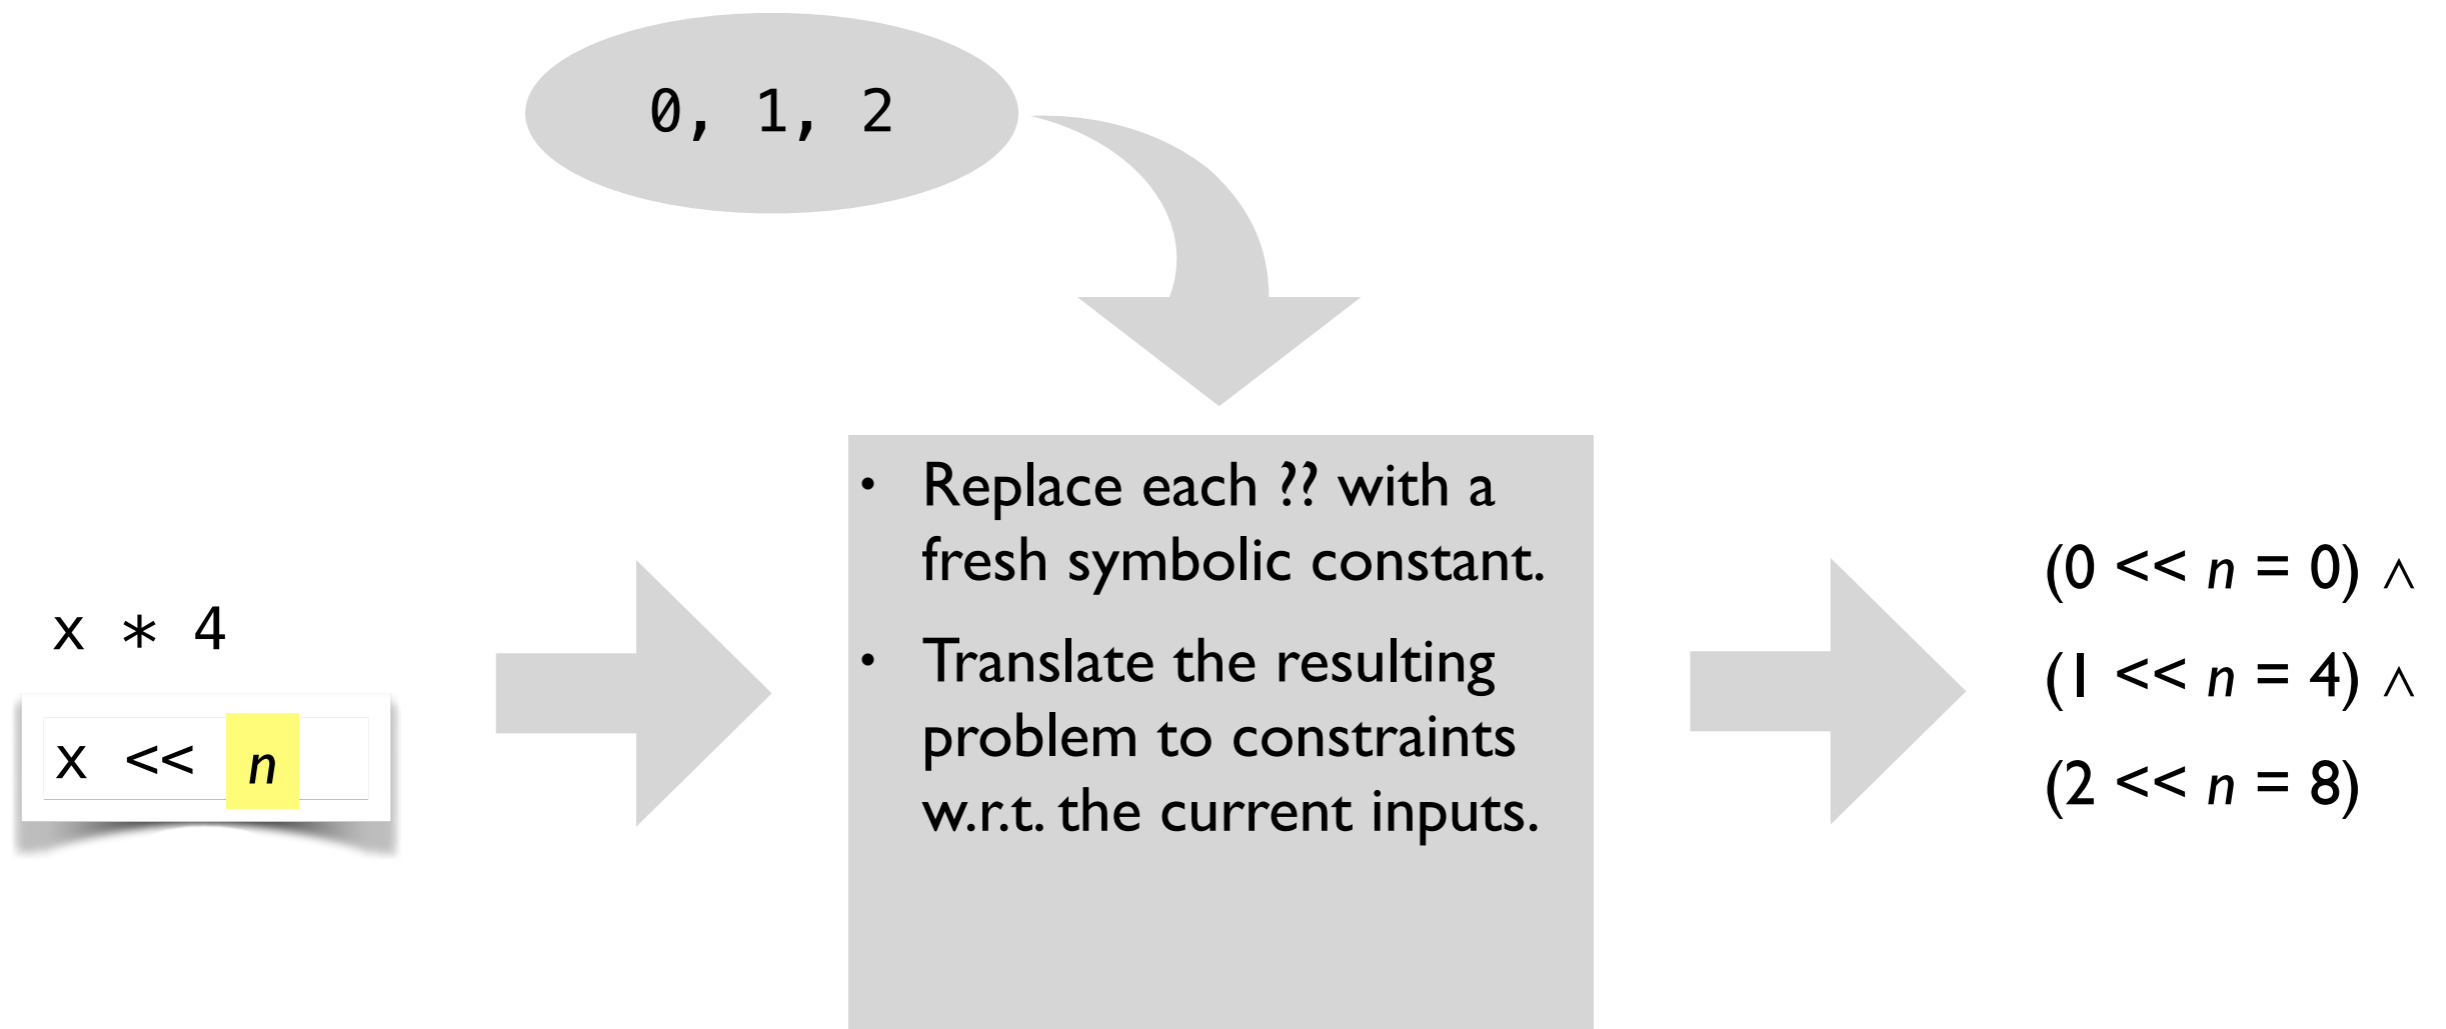 0, 1, 2
x * 4
x << n
• Replace each ?? with a
fresh symbolic constant.
• Translate the resulting
problem to constraints
w.r.t. the current inputs.
(0 << n = 0) ∧
(1 << n = 4) ∧
(2 << n = 8)